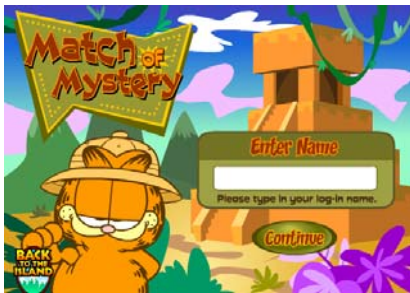 Match of
Mystery
Enter Name
Please type in your log-in name.
Continue
BACK
TO THE
ISLAND